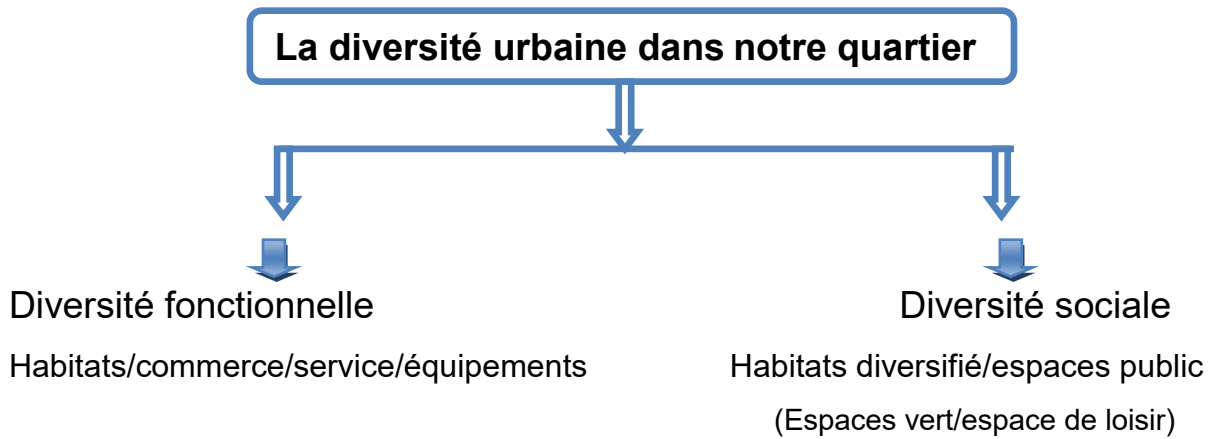 La diversité urbaine dans notre quartier
Diversité fonctionnelle
Habitats/commerce/service/équipements
Diversité sociale
Habitats diversifié/espaces public
(Espaces vert/espace de loisir)